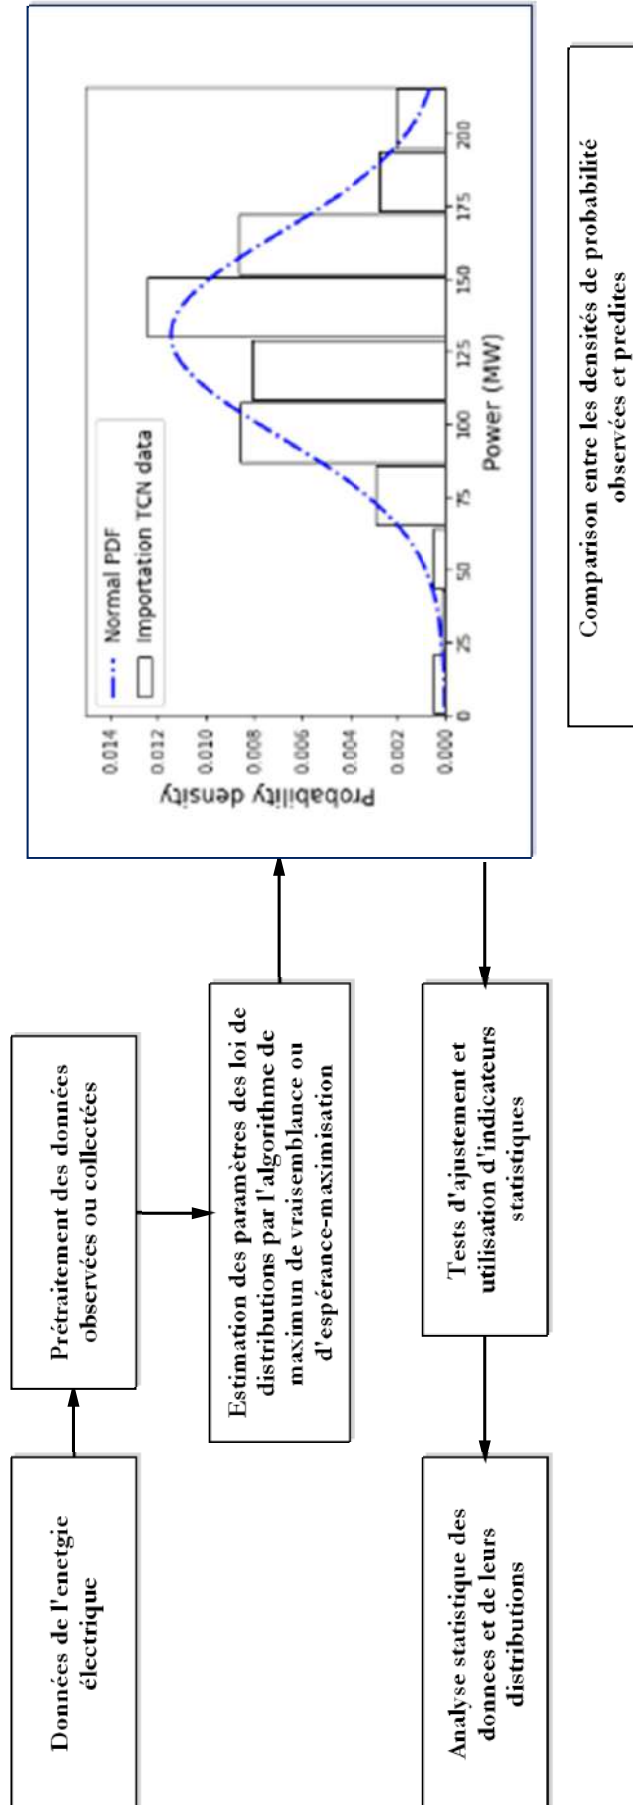 Données de l'enetgie
électrique
Prétraitement des données
observées ou collectées
Estimation des paramètres des loi de
distributions par l'algorithme de
maximun de vraisemblance ou
d'espérance-maximisation
Probability density
0.014
0.012
0.010
0.008
0.006
0.004
0.002
0.000
Normal PDF
Importation TCN data
0
25
50
75
100
125
150
175
200
Power (MW)
Comparison entre les densités de probabilité
observées et predites
Tests d'ajustement et
utilisation d'indicateurs
statistiques
Analyse statistique des
donnees et de leurs
distributions